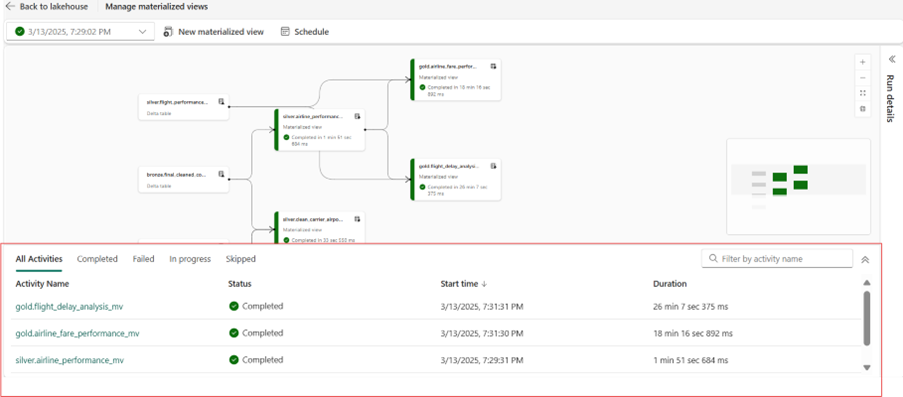 Back to lakehouse
Manage materialized views
3/13/2025, 7:29:02 PM
New materialized view
Schedule
gold.airline_fare_perfor...
Materialized view
Completed in 18 min 16 sec
892 ms
silver.flight_performance...
Delta table
silver.airline_performanc...
Materialized view
Completed in 1 min 51 sec
684 ms
gold.flight_delay_analysi...
Materialized view
Completed in 26 min 7 sec
375 ms
bronze.final_cleaned_co...
Delta table
silver.clean_carrier_airpo...
Materialized view
Completed in 33 sec 333 ms
Run details
All Activities
Completed
Failed
In progress
Skipped
Filter by activity name
Activity Name
Status
Start time
Duration
gold.flight_delay_analysis_mv
Completed
3/13/2025, 7:31:31 PM
26 min 7 sec 375 ms
gold.airline_fare_performance_mv
Completed
3/13/2025, 7:31:30 PM
18 min 16 sec 892 ms
silver.airline_performance_mv
Completed
3/13/2025, 7:29:31 PM
1 min 51 sec 684 ms